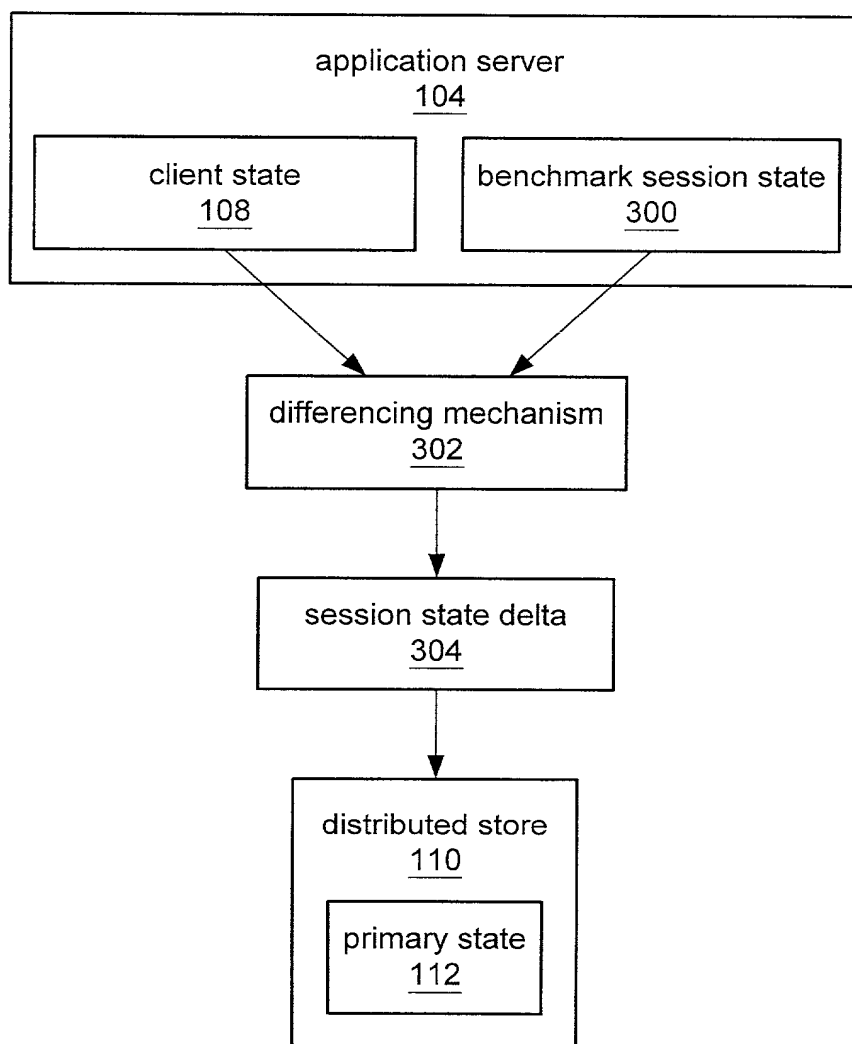 application server
104
client state
108
benchmark session state
300
differencing mechanism
302
session state delta
304
distributed store
110
primary state
112